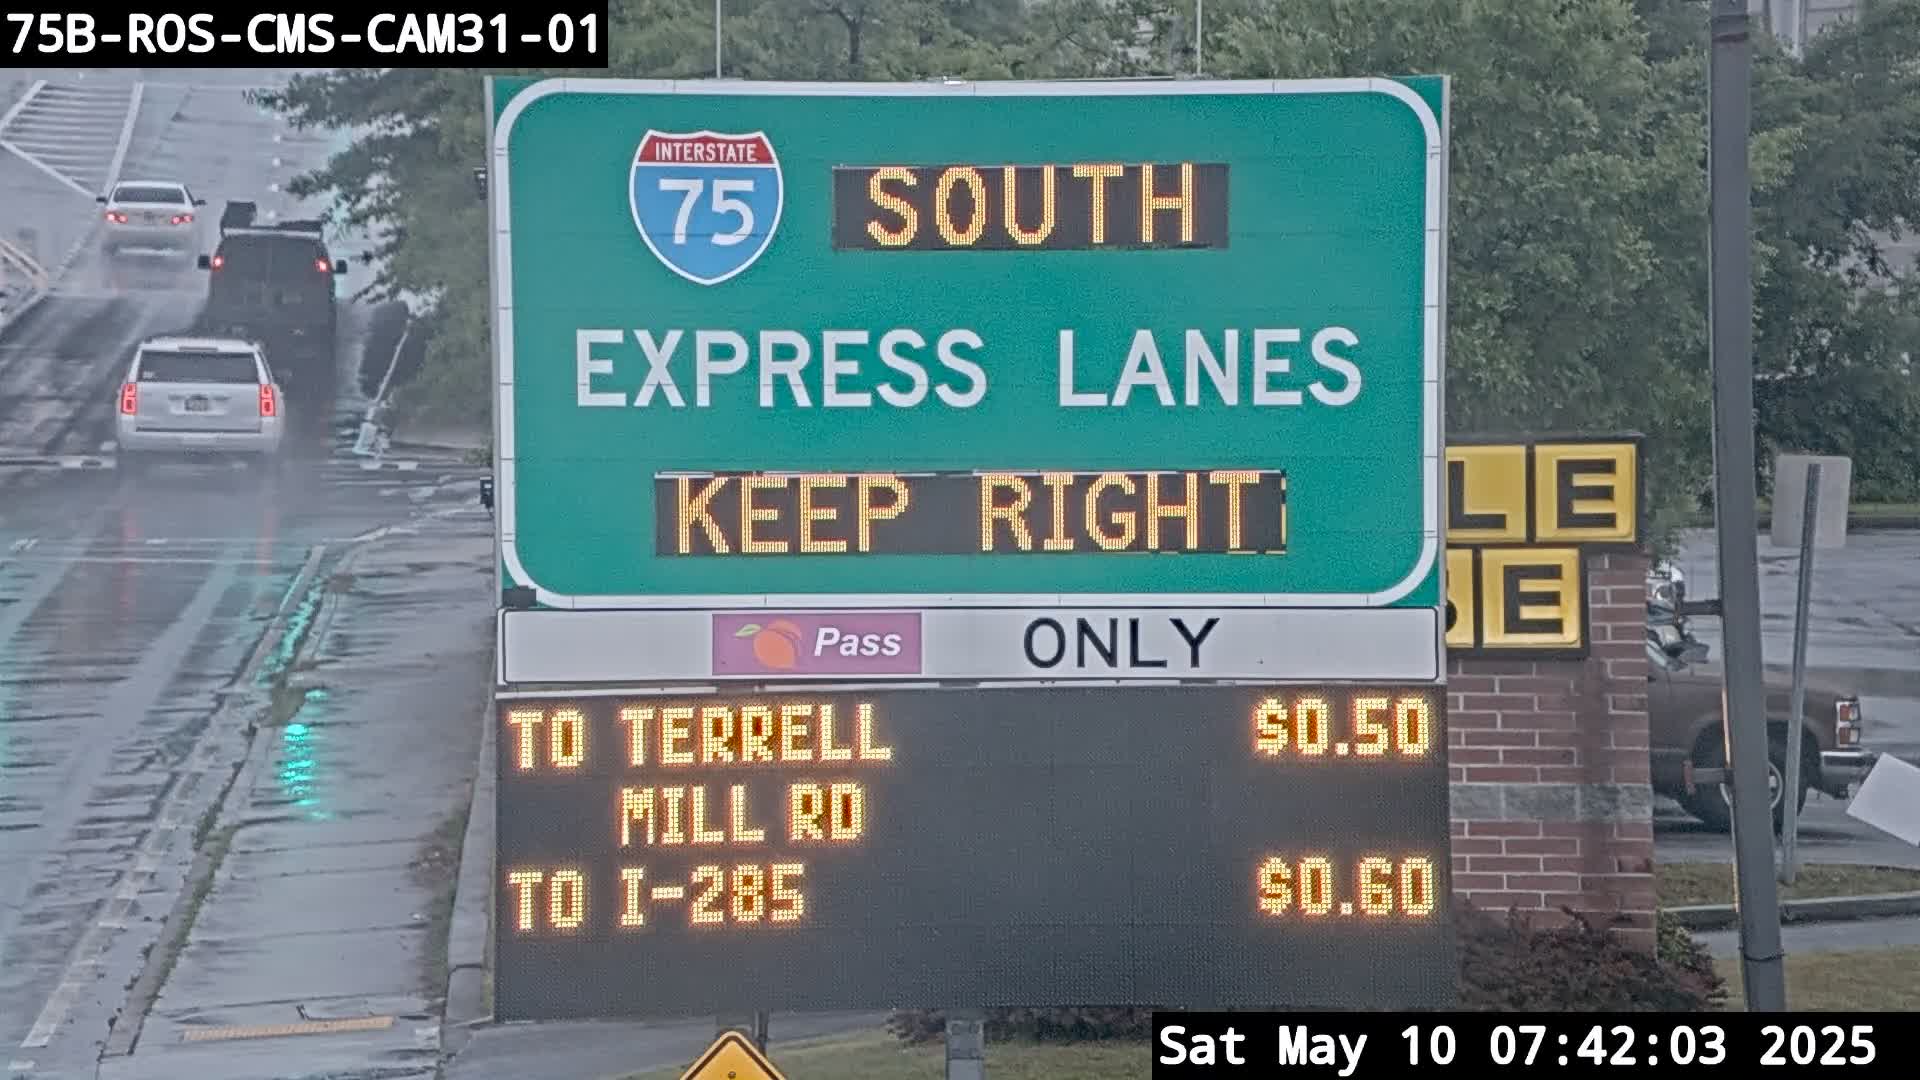 75B-ROS-CMS-CAM31-01
INTERSTATE
75
SOUTH
EXPRESS LANES
KEEP RIGHT
Pass ONLY
TO TERRELL $0.50
MILL RD
TO I-285 $0.60
LE
E
Sat May 10 07:42:03 2025